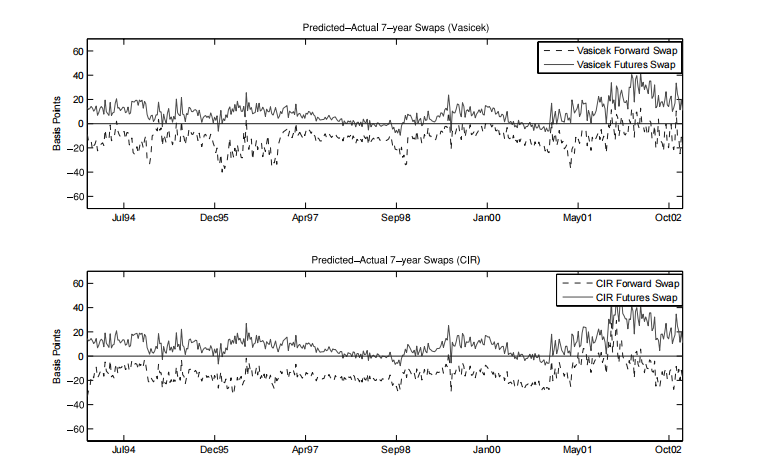 Predicted–Actual 7–year Swaps (Vasicek)
Vasicek Forward Swap
Vasicek Futures Swap
Basis Points
60
40
20
0
−20
−40
−60
Jul94 Dec95 Apr97 Sep98 Jan00 May01 Oct02
Predicted–Actual 7–year Swaps (CIR)
CIR Forward Swap
CIR Futures Swap
Basis Points
60
40
20
0
−20
−40
−60
Jul94 Dec95 Apr97 Sep98 Jan00 May01 Oct02